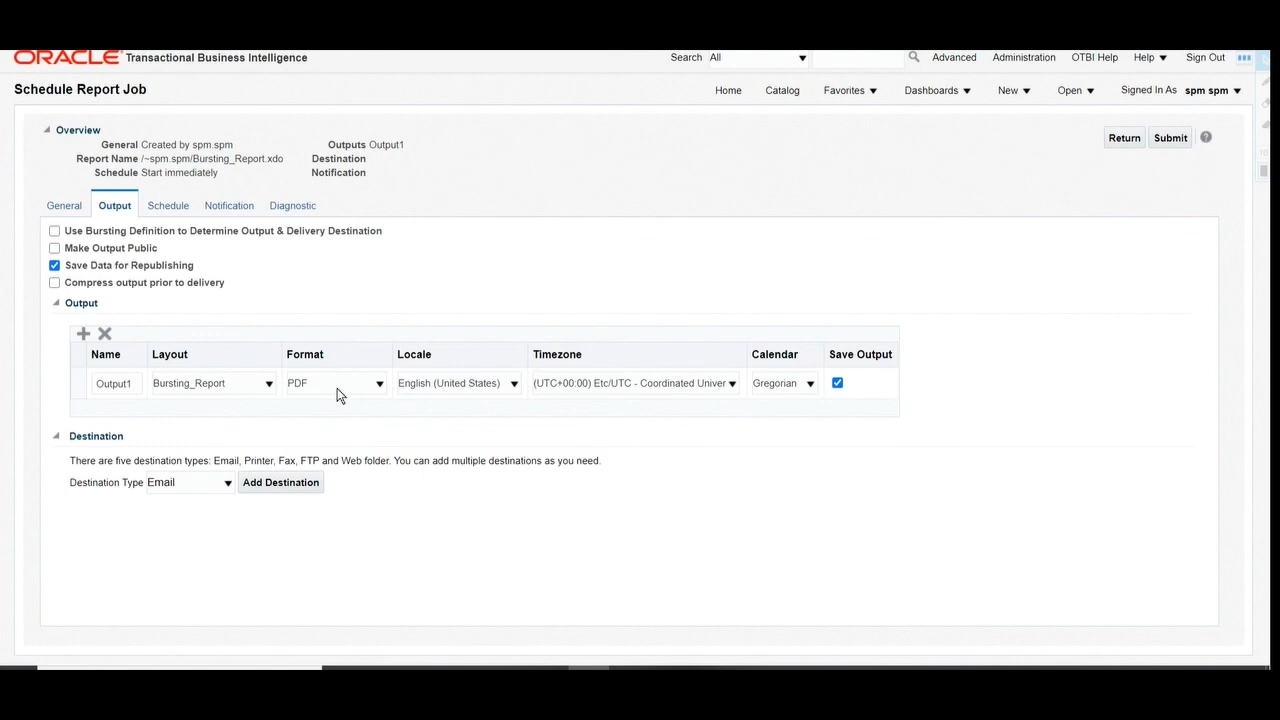 ORACLE Transactional Business Intelligence Search All Advanced Administration OTBI Help Help Sign Out
Schedule Report Job Home Catalog Favorites Dashboards New Open Signed In As spm spm
Overview
General Created by spm.spm Outputs Output1 Return Submit
Report Name /~spm.spm/Bursting_Report.xdo Destination
Schedule Start immediately Notification
General Output Schedule Notification Diagnostic
Use Bursting Definition to Determine Output & Delivery Destination
Make Output Public
Save Data for Republishing
Compress output prior to delivery
Output
Name Layout Format Locale Timezone Calendar Save Output
Output1 Bursting_Report PDF English (United States) (UTC+00:00) Etc/UTC - Coordinated Univer Gregorian
Destination
There are five destination types: Email, Printer, Fax, FTP and Web folder. You can add multiple destinations as you need.
Destination Type Email Add Destination